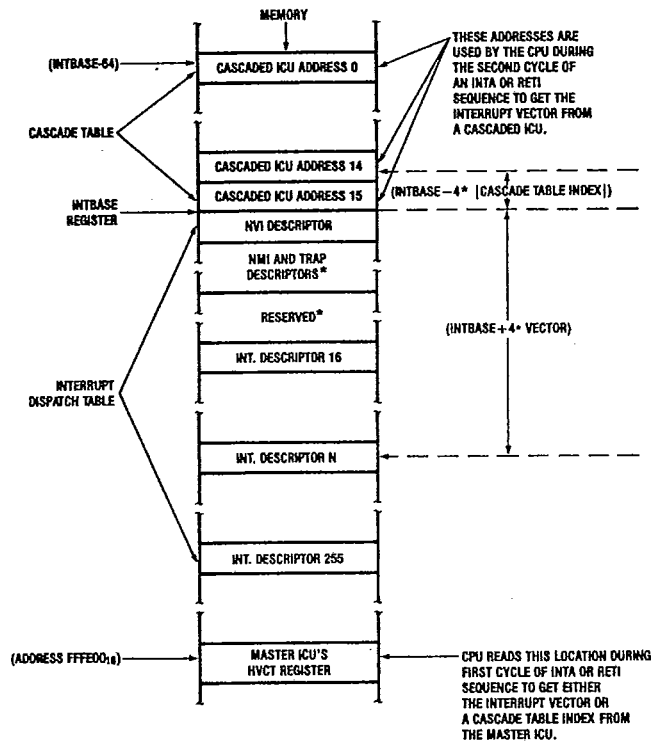 MEMORY
(INTBASE-64)
CASCADED ICU ADDRESS 0
THESE ADDRESSES ARE
USED BY THE CPU DURING
THE SECOND CYCLE OF
AN INTA OR RETI
SEQUENCE TO GET THE
INTERRUPT VECTOR FROM
A CASCADED ICU.
CASCADE TABLE
CASCADED ICU ADDRESS 14
CASCADED ICU ADDRESS 15
(INTBASE-4* |CASCADE TABLE INDEX|)
INTBASE
REGISTER
NVI DESCRIPTOR
NMI AND TRAP
DESCRIPTORS*
RESERVED*
(INTBASE+4* VECTOR)
INT. DESCRIPTOR 16
INTERRUPT
DISPATCH TABLE
INT. DESCRIPTOR N
INT. DESCRIPTOR 255
(ADDRESS FFFE00₁₆)
MASTER ICU'S
HVCT REGISTER
CPU READS THIS LOCATION DURING
FIRST CYCLE OF INTA OR RETI
SEQUENCE TO GET EITHER
THE INTERRUPT VECTOR OR
A CASCADE TABLE INDEX FROM
THE MASTER ICU.